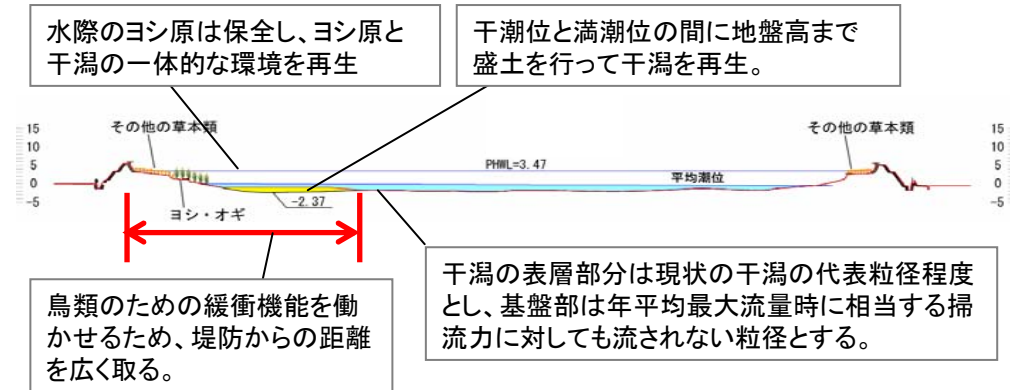 水際のヨシ原は保全し、ヨシ原と
干潟の一体的な環境を再生
干潮位と満潮位の間に地盤高まで
盛土を行って干潟を再生。
その他の草本類
その他の草本類
15
10
5
0
-5
PHWL=3.47
平均潮位
15
10
5
0
-5
ヨシ・オギ
-2.37
鳥類のための緩衝機能を働
かせるため、堤防からの距離
を広く取る。
干潟の表層部分は現状の干潟の代表粒径程度
とし、基盤部は年平均最大流量時に相当する掃
流力に対しても流されない粒径とする。